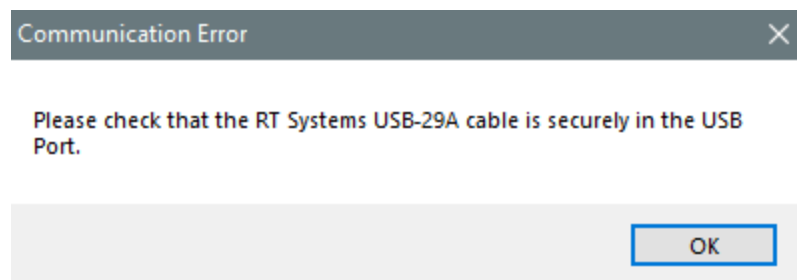 Communication Error
Please check that the RT Systems USB-29A cable is securely in the USB
Port.
OK